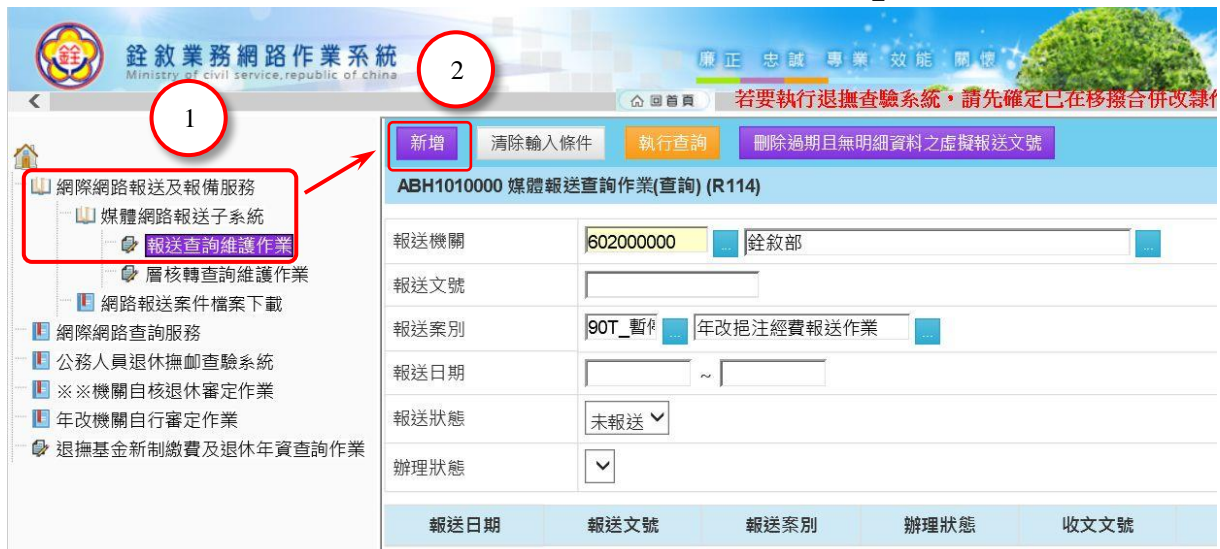 銓敘業務網路作業系統
Ministry of civil service,republic of china
廉正 忠誠 專業 效能 關懷
1
2
回首頁
若要執行退撫查驗系統，請先確定已在移撥合併改隸作
新增 清除輸入條件 執行查詢 刪除過期且無明細資料之虛擬報送文號
ABH1010000 媒體報送查詢作業(查詢) (R114)
網際網路報送及報備服務
媒體網路報送子系統
報送查詢維護作業
層核轉查詢維護作業
網路報送案件檔案下載
網際網路查詢服務
公務人員退休撫卹查驗系統
※※機關自核退休審定作業
年改機關自行審定作業
退撫基金新制繳費及退休年資查詢作業
報送機關 602000000 ... 銓敘部 ...
報送文號
報送案別 90T_暫 ... 年改挹注經費報送作業 ...
報送日期 ~
報送狀態 未報送
辦理狀態
報送日期 報送文號 報送案別 辦理狀態 收文文號